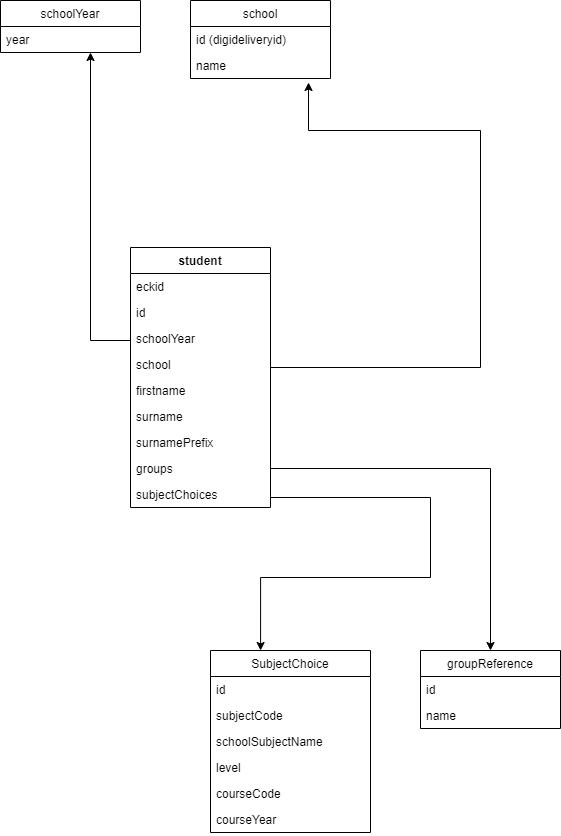 schoolYear
year
school
id (digideliveryid)
name
student
eckid
id
schoolYear
school
firstname
surname
surnamePrefix
groups
subjectChoices
SubjectChoice
id
subjectCode
schoolSubjectName
level
courseCode
courseYear
groupReference
id
name